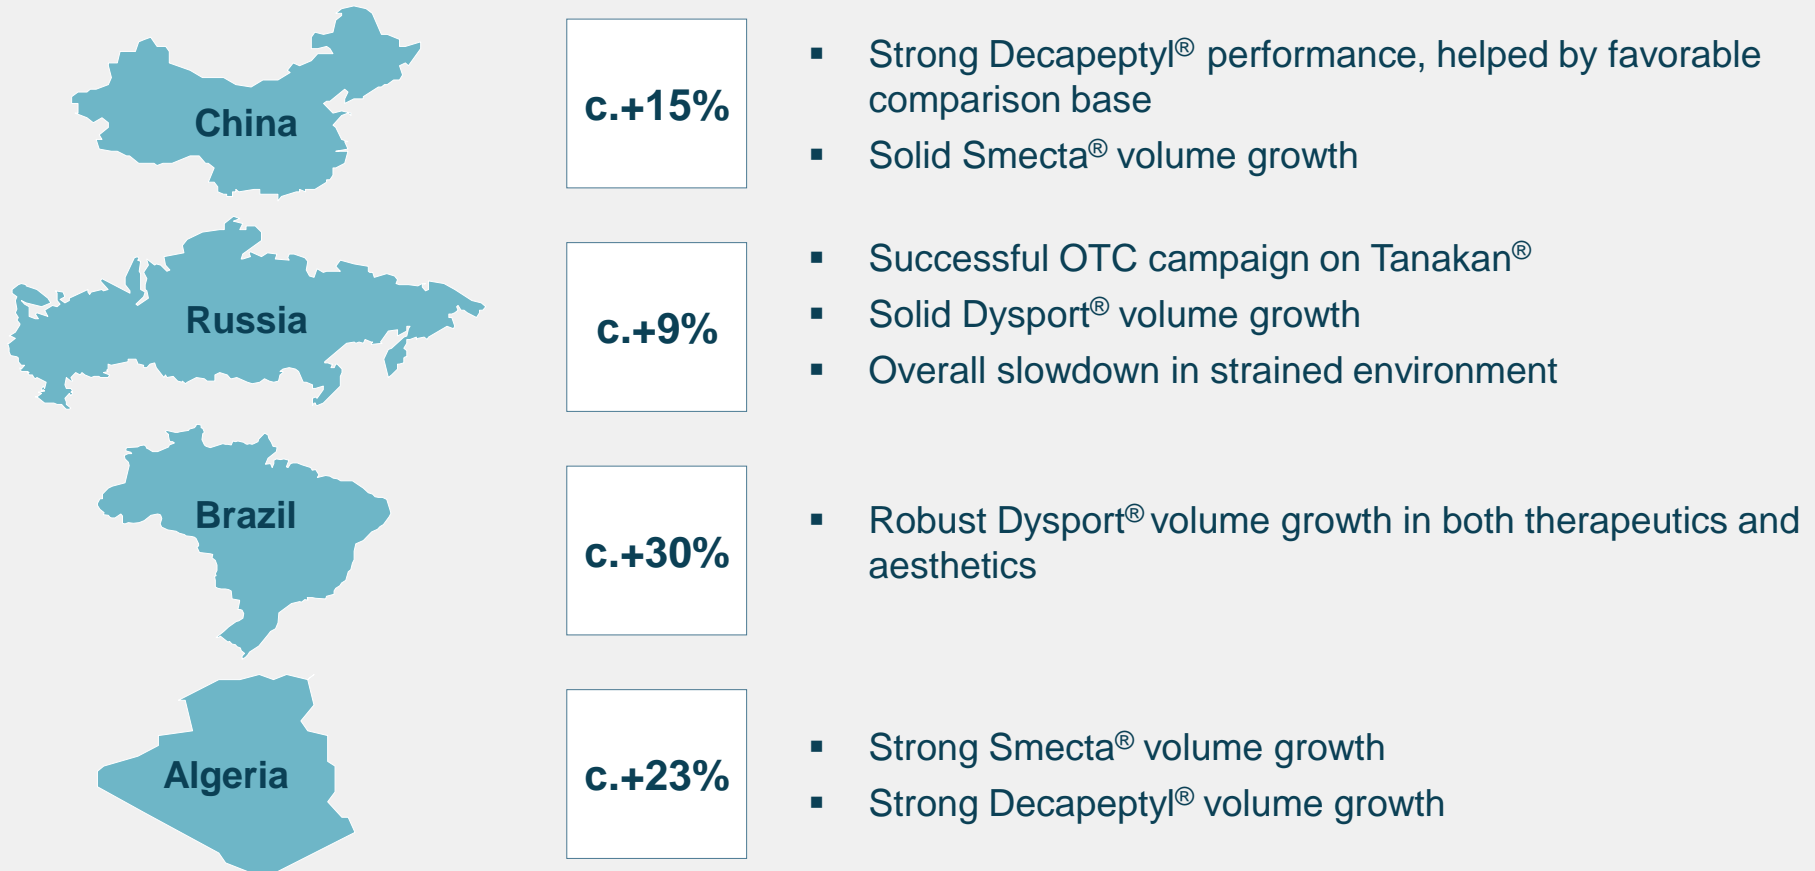 China
c.+15%
▪ Strong Decapeptyl® performance, helped by favorable
comparison base
▪ Solid Smecta® volume growth
Russia
c.+9%
▪ Successful OTC campaign on Tanakan®
▪ Solid Dysport® volume growth
▪ Overall slowdown in strained environment
Brazil
c.+30%
▪ Robust Dysport® volume growth in both therapeutics and
aesthetics
Algeria
c.+23%
▪ Strong Smecta® volume growth
▪ Strong Decapeptyl® volume growth